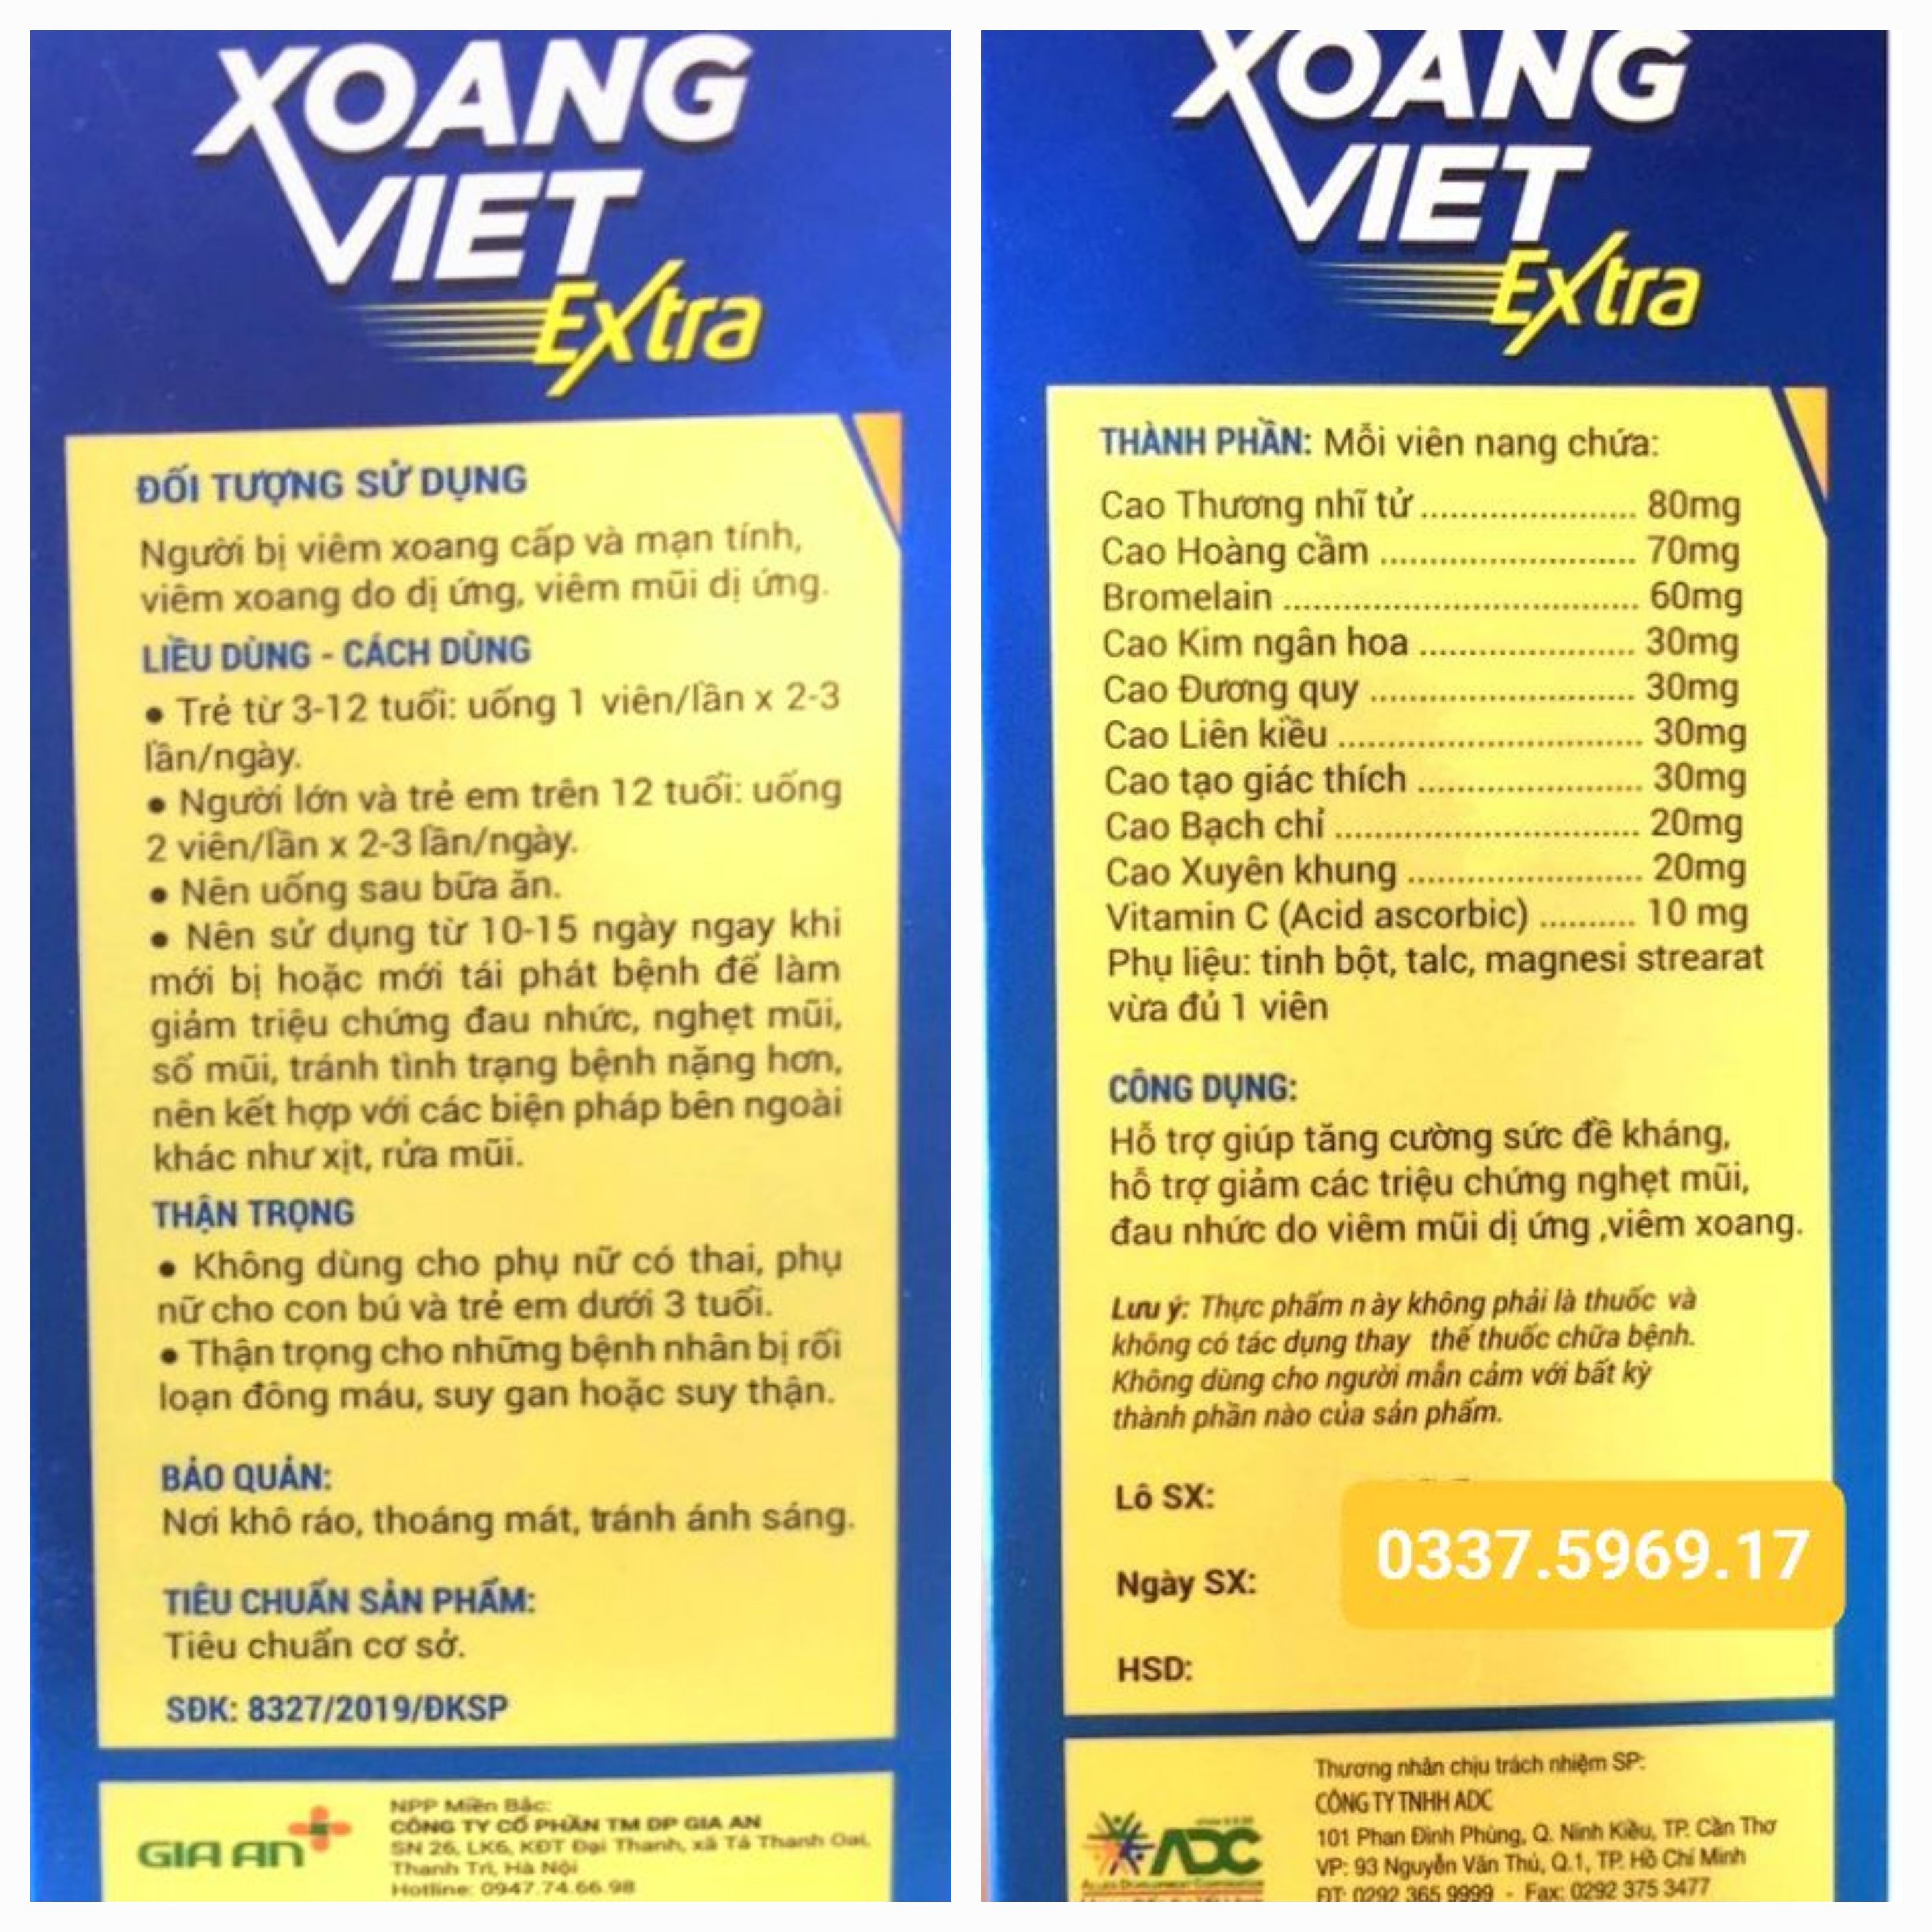 XOANG
VIET
Extra
ĐỐI TƯỢNG SỬ DỤNG
Người bị viêm xoang cấp và mạn tính,
viêm xoang do dị ứng, viêm mũi dị ứng.
LIỀU DÙNG - CÁCH DÙNG
● Trẻ từ 3-12 tuổi: uống 1 viên/lần x 2-3
lần/ngày.
● Người lớn và trẻ em trên 12 tuổi: uống
2 viên/lần x 2-3 lần/ngày.
● Nên uống sau bữa ăn.
● Nên sử dụng từ 10-15 ngày ngay khi
mới bị hoặc mới tái phát bệnh để làm
giảm triệu chứng đau nhức, nghẹt mũi,
sổ mũi, tránh tình trạng bệnh nặng hơn,
nên kết hợp với các biện pháp bên ngoài
khác như xịt, rửa mũi.
THẬN TRỌNG
● Không dùng cho phụ nữ có thai, phụ
nữ cho con bú và trẻ em dưới 3 tuổi.
● Thận trọng cho những bệnh nhân bị rối
loạn đông máu, suy gan hoặc suy thận.
BẢO QUẢN:
Nơi khô ráo, thoáng mát, tránh ánh sáng.
TIÊU CHUẨN SẢN PHẨM:
Tiêu chuẩn cơ sở.
SĐK: 8327/2019/ĐKSP
GIA AN
NPP Miền Bắc:
CÔNG TY CỔ PHẦN TM DP GIA AN
SN 26, LK6, KĐT Đại Thanh, xã Tả Thanh Oai,
Thanh Trì, Hà Nội
Hotline: 0947.74.66.98
XOANG
VIET
Extra
THÀNH PHẦN: Mỗi viên nang chứa:
Cao Thương nhĩ tử ...................... 80mg
Cao Hoàng cầm .......................... 70mg
Bromelain .................................... 60mg
Cao Kim ngân hoa ...................... 30mg
Cao Đương quy ........................... 30mg
Cao Liên kiều ............................... 30mg
Cao tạo giác thích ....................... 30mg
Cao Bạch chỉ ............................... 20mg
Cao Xuyên khung ........................ 20mg
Vitamin C (Acid ascorbic) .......... 10 mg
Phụ liệu: tinh bột, talc, magnesi strearat
vừa đủ 1 viên
CÔNG DỤNG:
Hỗ trợ giúp tăng cường sức đề kháng,
hỗ trợ giảm các triệu chứng nghẹt mũi,
đau nhức do viêm mũi dị ứng ,viêm xoang.
Lưu ý: Thực phẩm này không phải là thuốc và
không có tác dụng thay thế thuốc chữa bệnh.
Không dùng cho người mẫn cảm với bất kỳ
thành phần nào của sản phẩm.
Lô SX:
0337.5969.17
Ngày SX:
HSD:
ADC
Thương nhân chịu trách nhiệm SP:
CÔNG TY TNHH ADC
101 Phan Đình Phùng, Q. Ninh Kiều, TP. Cần Thơ
VP: 93 Nguyễn Văn Thủ, Q.1, TP. Hồ Chí Minh
ĐT: 0292 365 9999 - Fax: 0292 375 3477